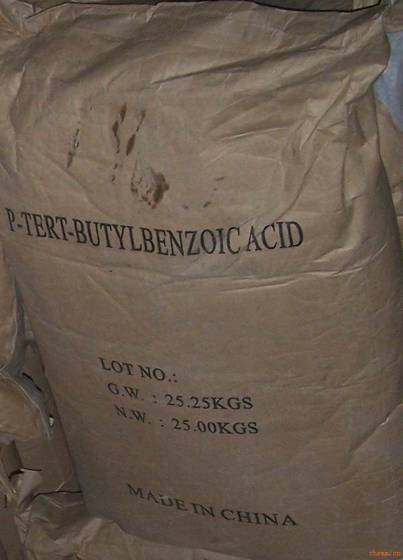 P-TERT-BUTYLBENZOIC ACID
LOT NO.:
G.W. : 25.25KGS
N.W. : 25.00KGS
MADE IN CHINA